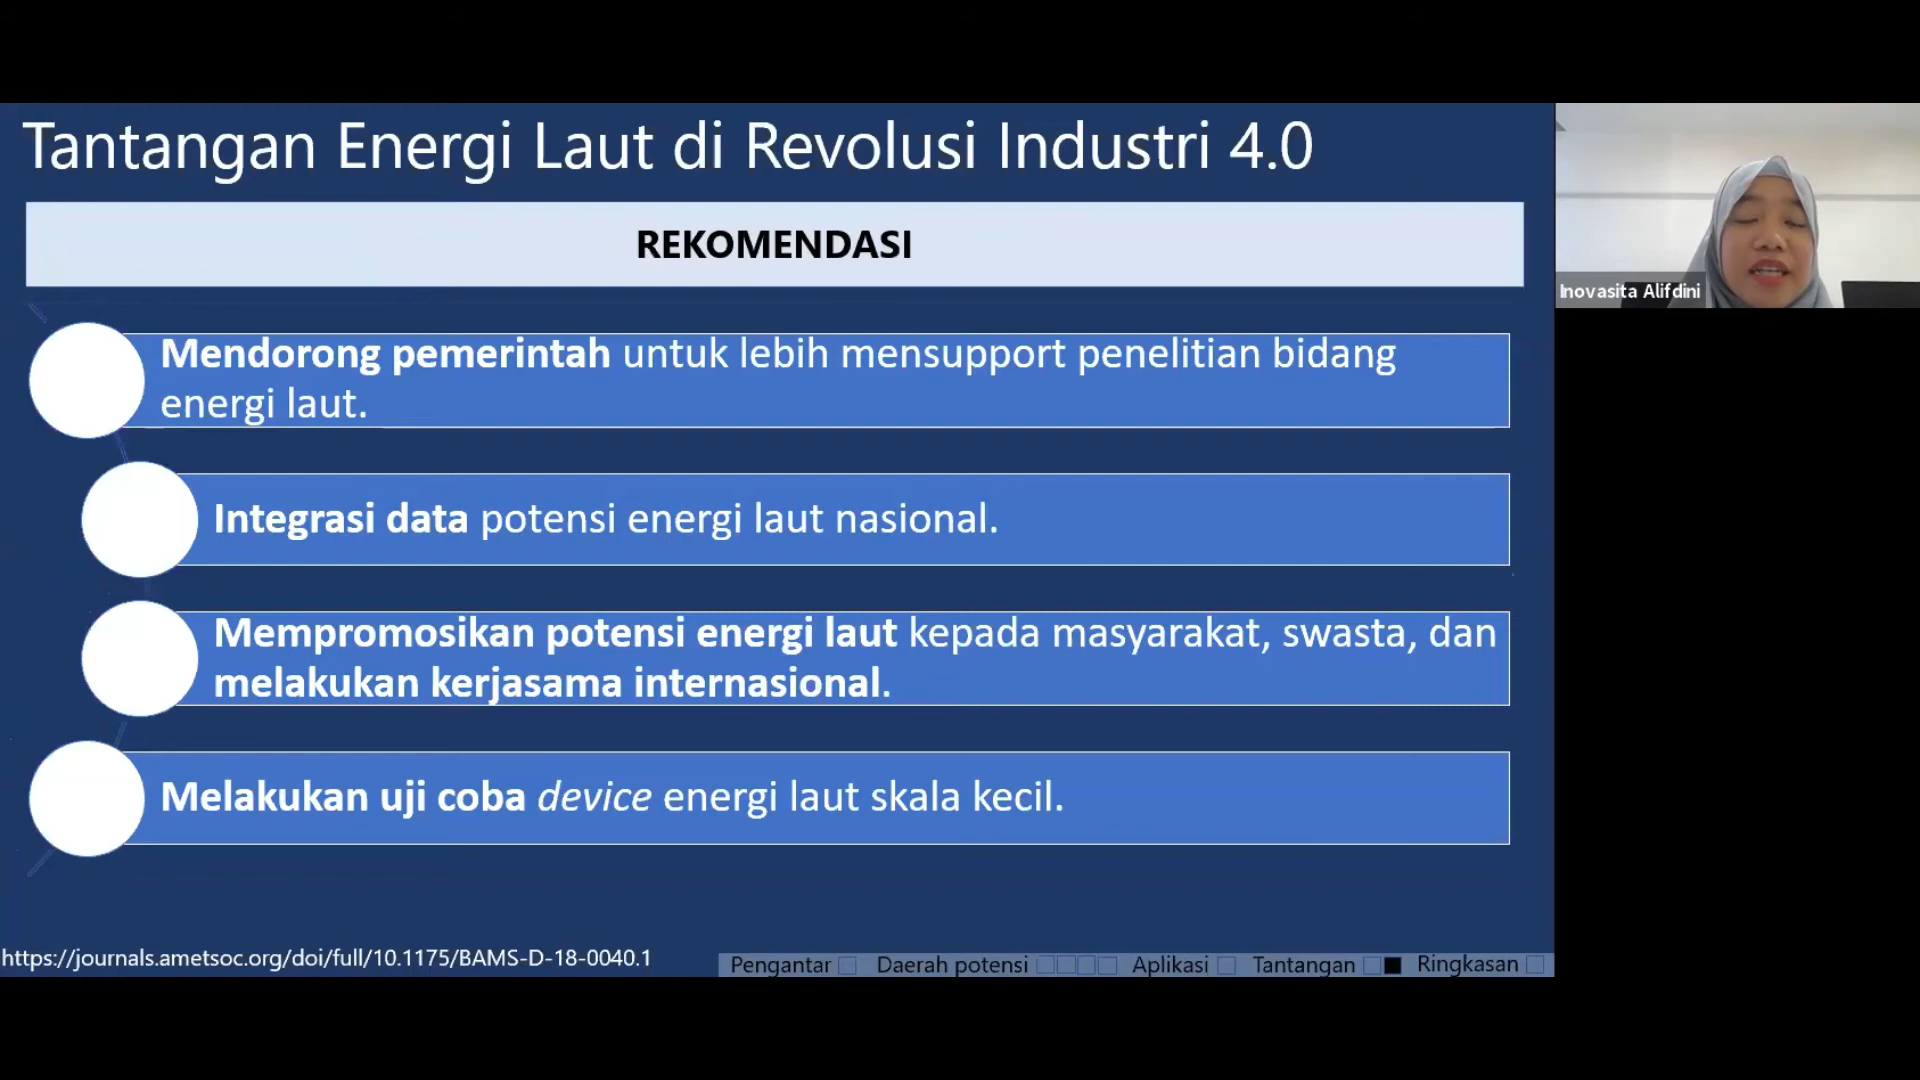 Tantangan Energi Laut di Revolusi Industri 4.0
REKOMENDASI
Mendorong pemerintah untuk lebih mensupport penelitian bidang
energi laut.
Integrasi data potensi energi laut nasional.
Mempromosikan potensi energi laut kepada masyarakat, swasta, dan
melakukan kerjasama internasional.
Melakukan uji coba device energi laut skala kecil.
https://journals.ametsoc.org/doi/full/10.1175/BAMS-D-18-0040.1
Pengantar Daerah potensi Aplikasi Tantangan Ringkasan
Inovasita Alifdini